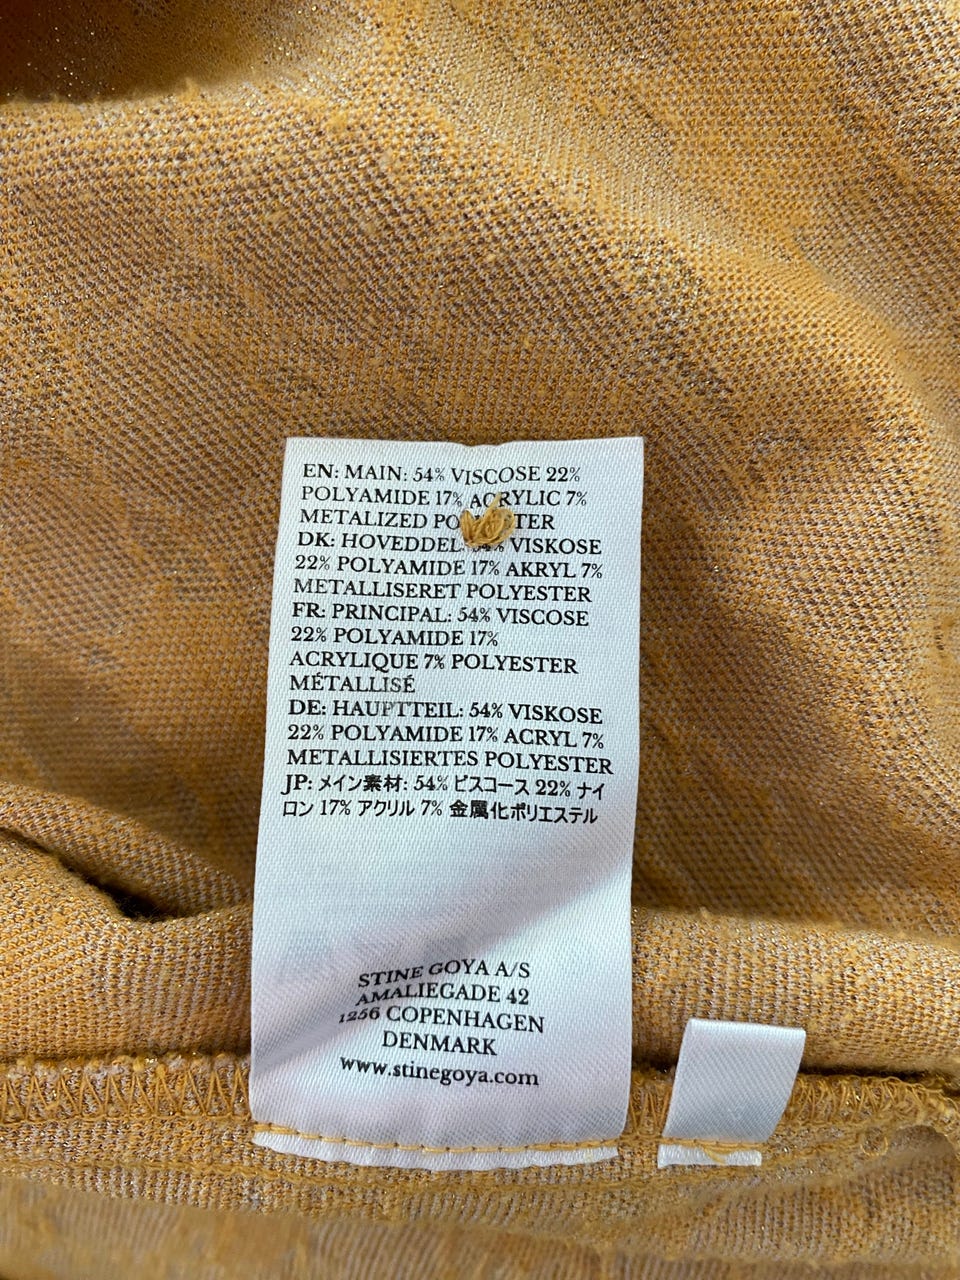 EN: MAIN: 54% VISCOSE 22%
POLYAMIDE 17% ACRYLIC 7%
METALIZED POLYESTER
DK: HOVEDDEL: 54% VISKOSE
22% POLYAMIDE 17% AKRYL 7%
METALLISERET POLYESTER
FR: PRINCIPAL: 54% VISCOSE
22% POLYAMIDE 17%
ACRYLIQUE 7% POLYESTER
MÉTALLISÉ
DE: HAUPTTEIL: 54% VISKOSE
22% POLYAMIDE 17% ACRYL 7%
METALLISIERTES POLYESTER
JP: メイン素材: 54% ビスコース 22% ナイ
ロン 17% アクリル 7% 金属化ポリエステル
STINE GOYA A/S
AMALIEGADE 42
1256 COPENHAGEN
DENMARK
www.stinegoya.com